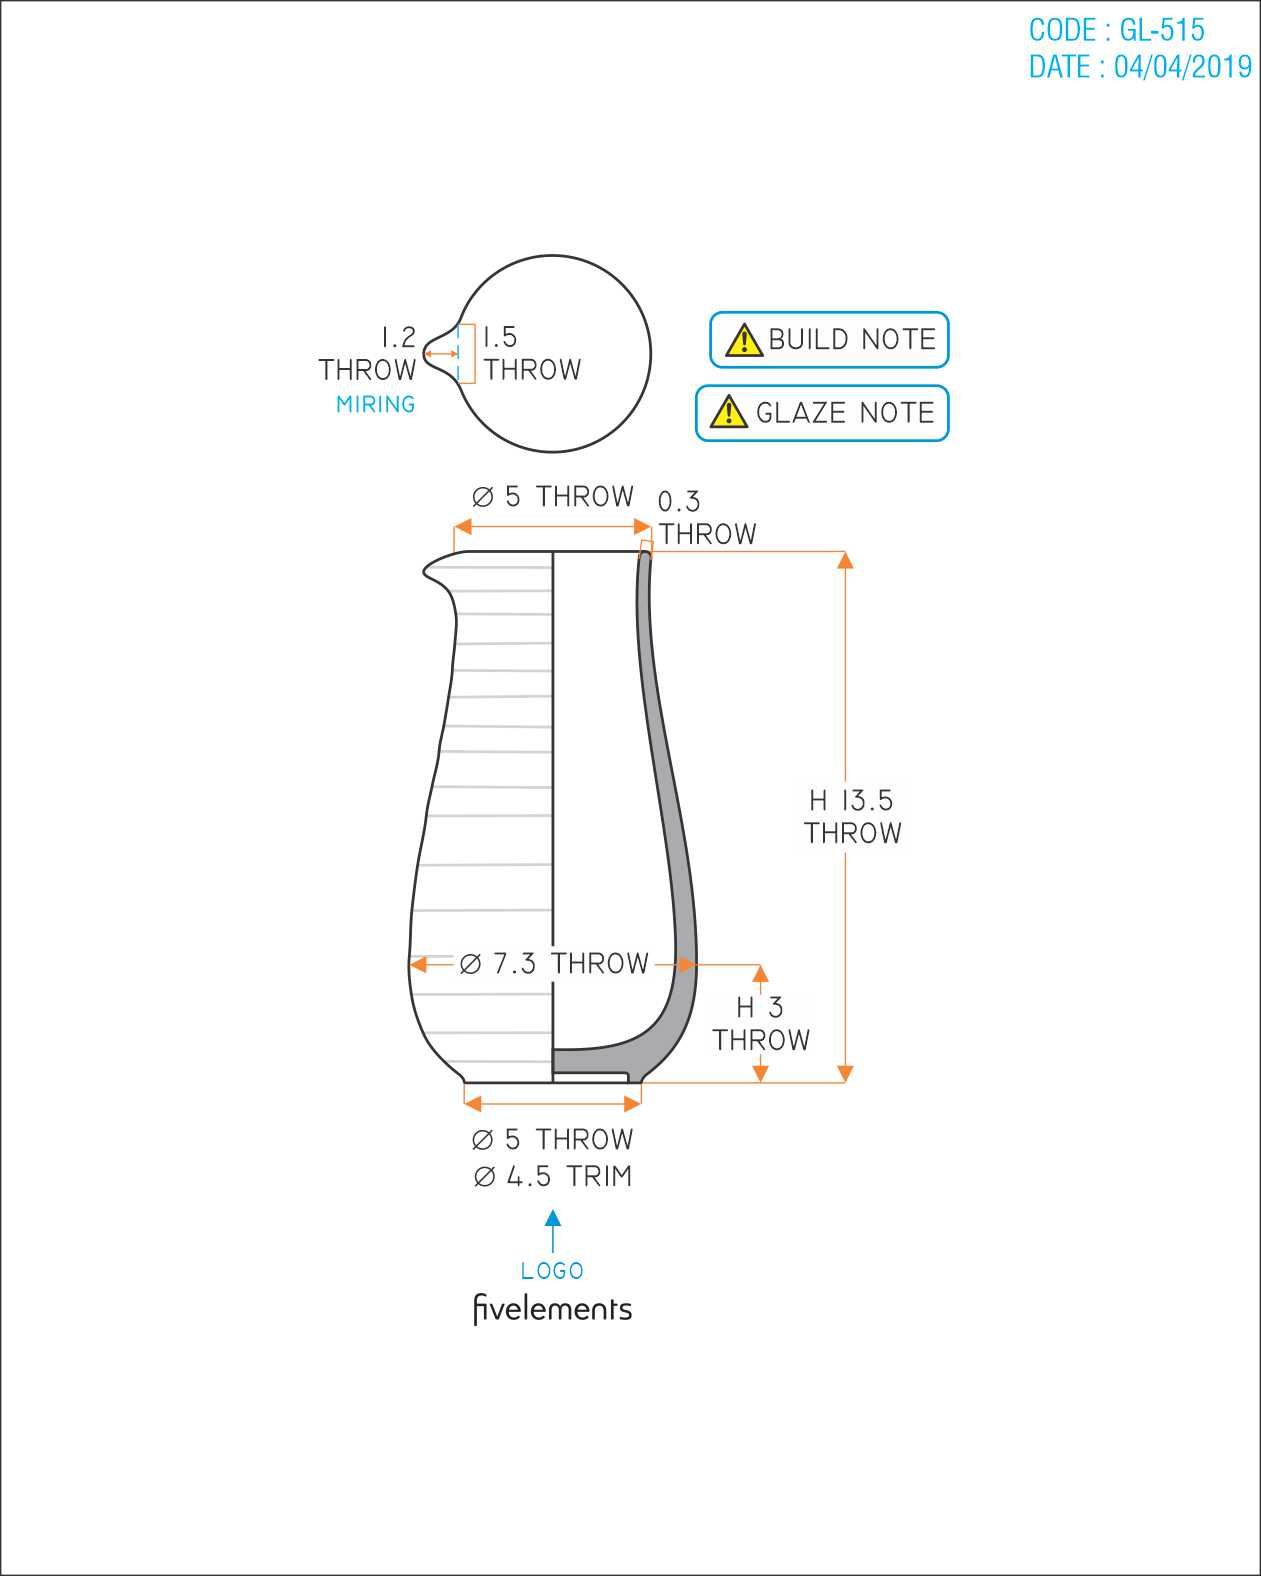 CODE : GL-515
DATE : 04/04/2019
1.2
THROW
MIRING
1.5
THROW
BUILD NOTE
GLAZE NOTE
Ø 5 THROW
0.3
THROW
H 13.5
THROW
Ø 7.3 THROW
H 3
THROW
Ø 5 THROW
Ø 4.5 TRIM
LOGO
fivelements